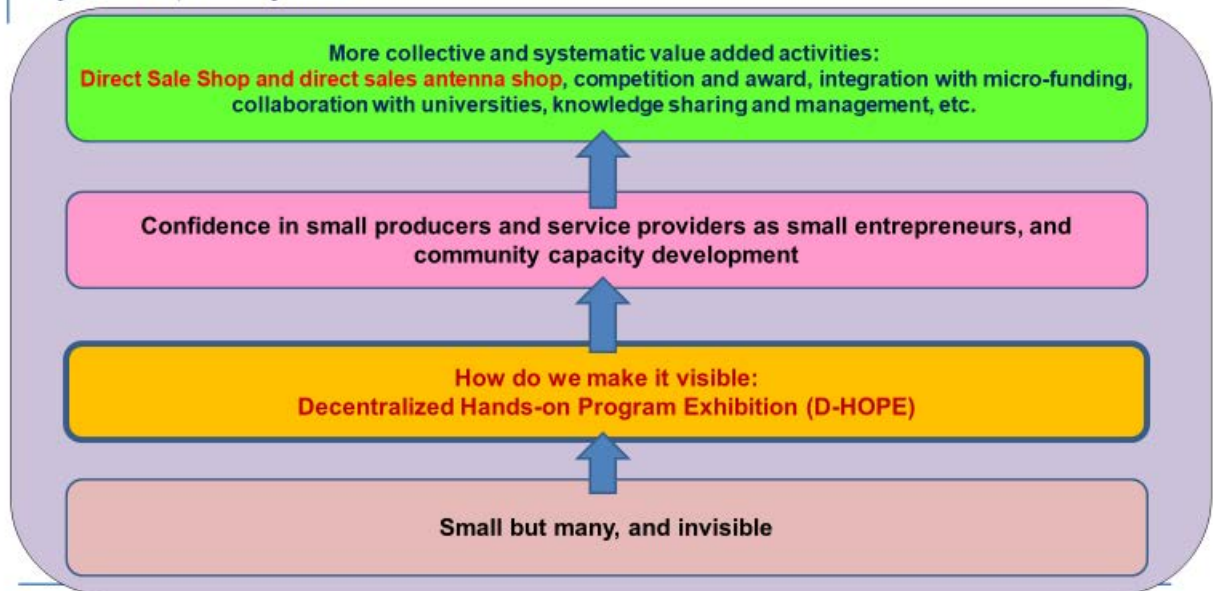 More collective and systematic value added activities:
Direct Sale Shop and direct sales antenna shop, competition and award, integration with micro-funding,
collaboration with universities, knowledge sharing and management, etc.
Confidence in small producers and service providers as small entrepreneurs, and
community capacity development
How do we make it visible:
Decentralized Hands-on Program Exhibition (D-HOPE)
Small but many, and invisible